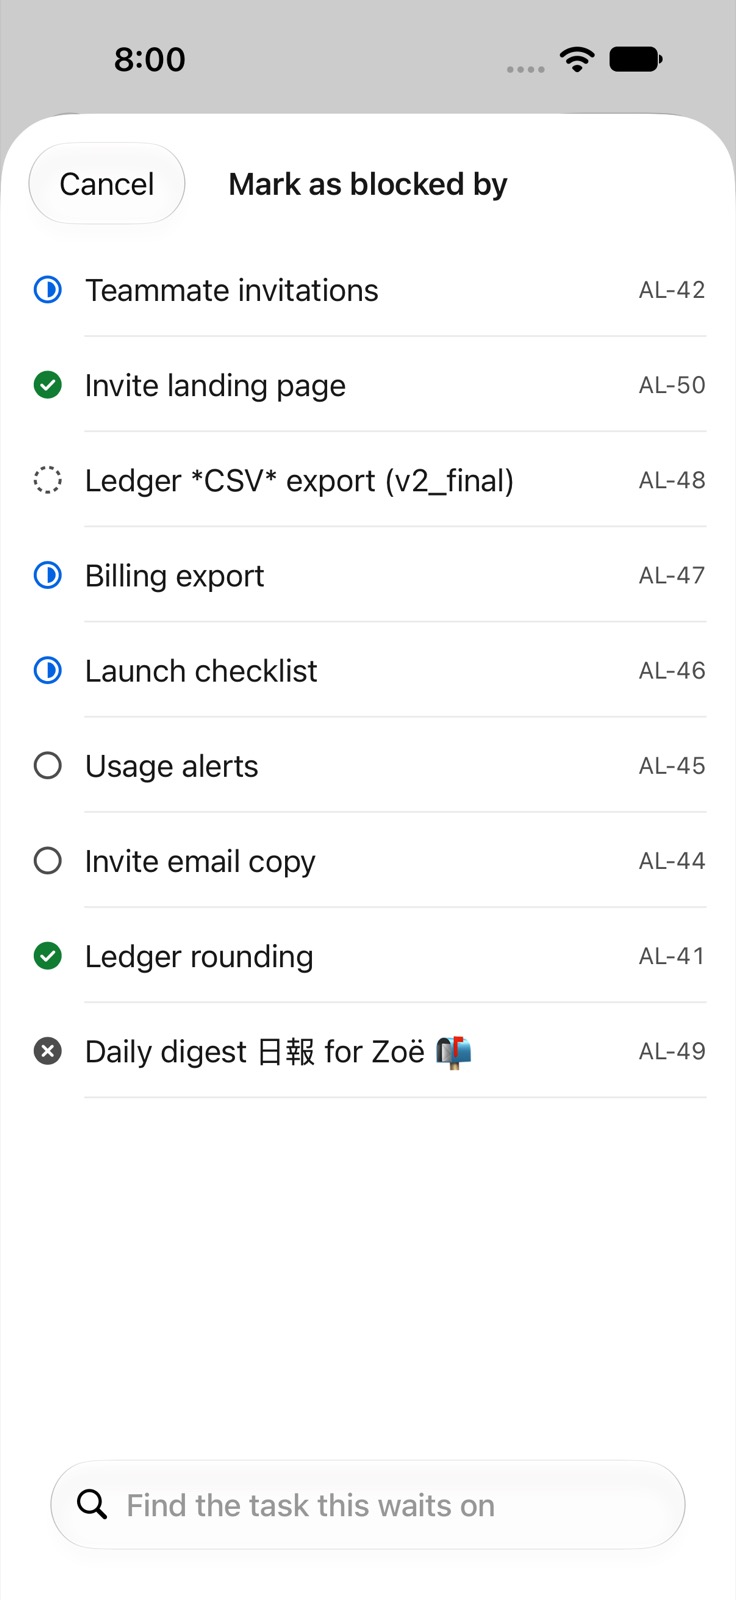 8:00
Cancel
Mark as blocked by
Teammate invitations AL-42
Invite landing page AL-50
Ledger *CSV* export (v2_final) AL-48
Billing export AL-47
Launch checklist AL-46
Usage alerts AL-45
Invite email copy AL-44
Ledger rounding AL-41
Daily digest 日報 for Zoë 📬 AL-49
Find the task this waits on